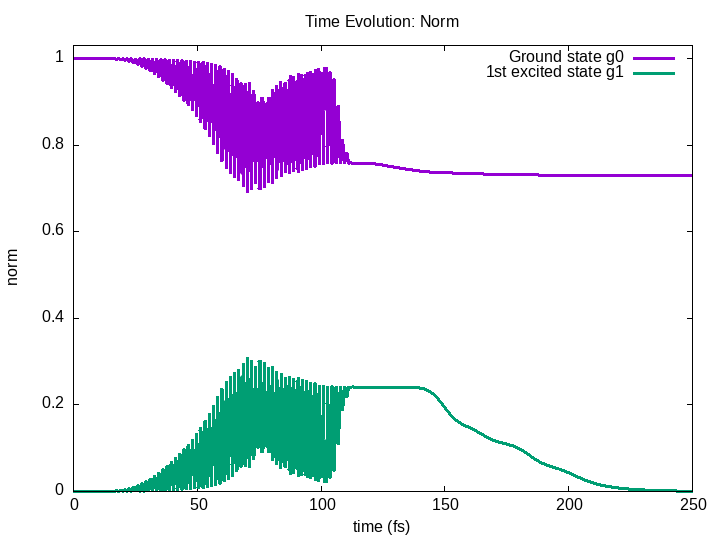 Time Evolution: Norm
Ground state g0
1st excited state g1
1
0.8
0.6
0.4
0.2
0
norm
0 50 100 150 200 250
time (fs)